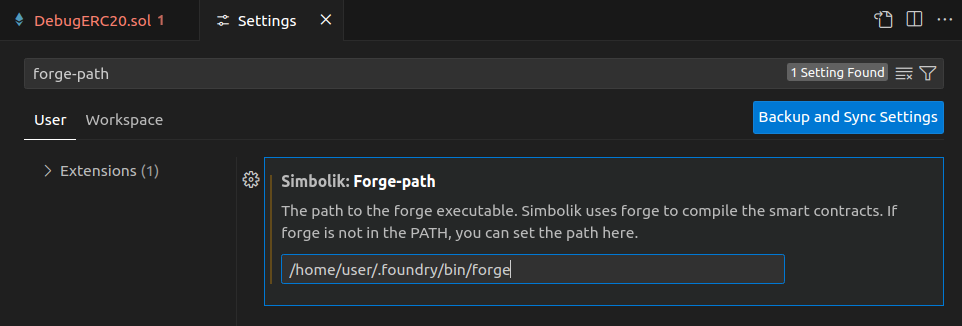 DebugERC20.sol 1
Settings
forge-path
1 Setting Found
User
Workspace
Backup and Sync Settings
Extensions (1)
Simbolik: Forge-path
The path to the forge executable. Simbolik uses forge to compile the smart contracts. If
forge is not in the PATH, you can set the path here.
/home/user/.foundry/bin/forge